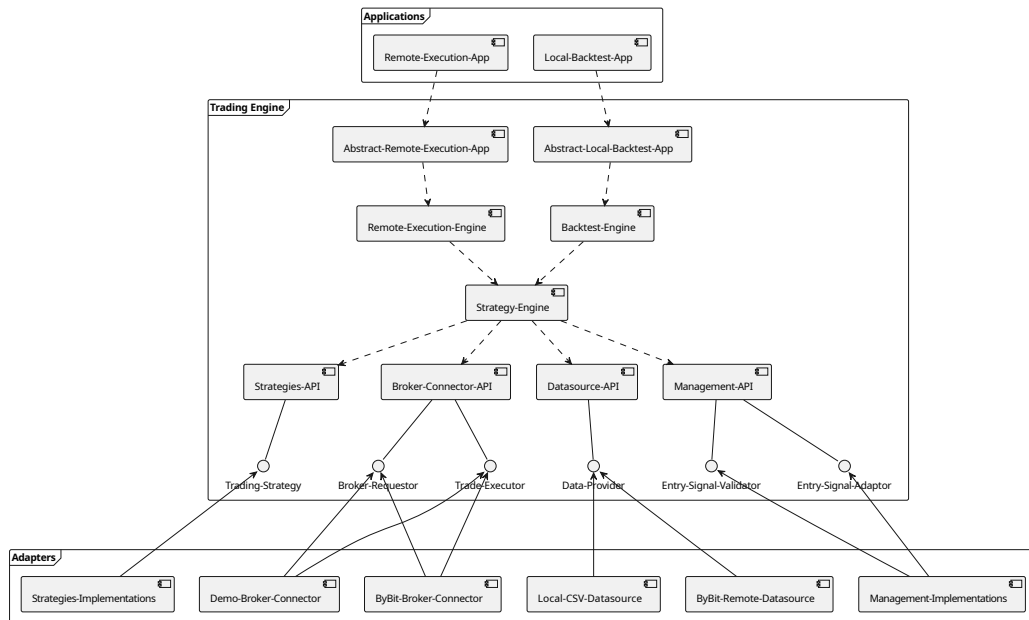 Applications
Remote-Execution-App
Local-Backtest-App
Trading Engine
Abstract-Remote-Execution-App
Abstract-Local-Backtest-App
Remote-Execution-Engine
Backtest-Engine
Strategy-Engine
Strategies-API
Broker-Connector-API
Datasource-API
Management-API
Trading-Strategy
Broker-Requestor
Trade-Executor
Data-Provider
Entry-Signal-Validator
Entry-Signal-Adaptor
Adapters
Strategies-Implementations
Demo-Broker-Connector
ByBit-Broker-Connector
Local-CSV-Datasource
ByBit-Remote-Datasource
Management-Implementations